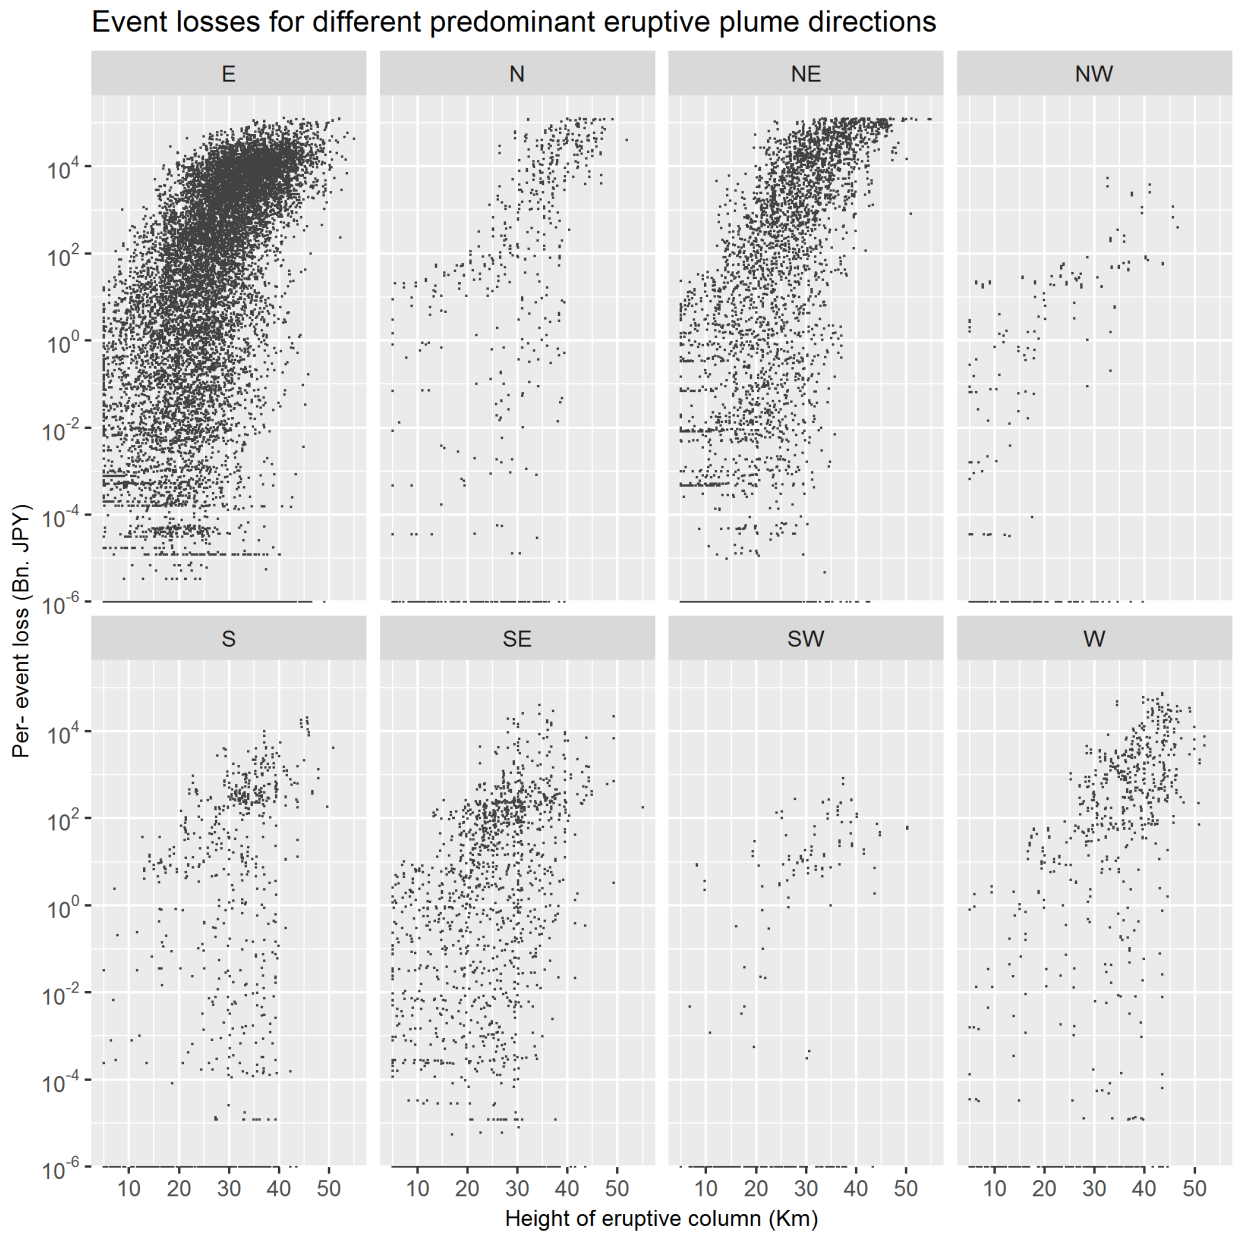 Event losses for different predominant eruptive plume directions
E N NE NW
10^4
10^2
10^0
10^-2
10^-4
10^-6
Per- event loss (Bn. JPY)
S SE SW W
10^4
10^2
10^0
10^-2
10^-4
10^-6
10 20 30 40 50 10 20 30 40 50 10 20 30 40 50 10 20 30 40 50
Height of eruptive column (Km)